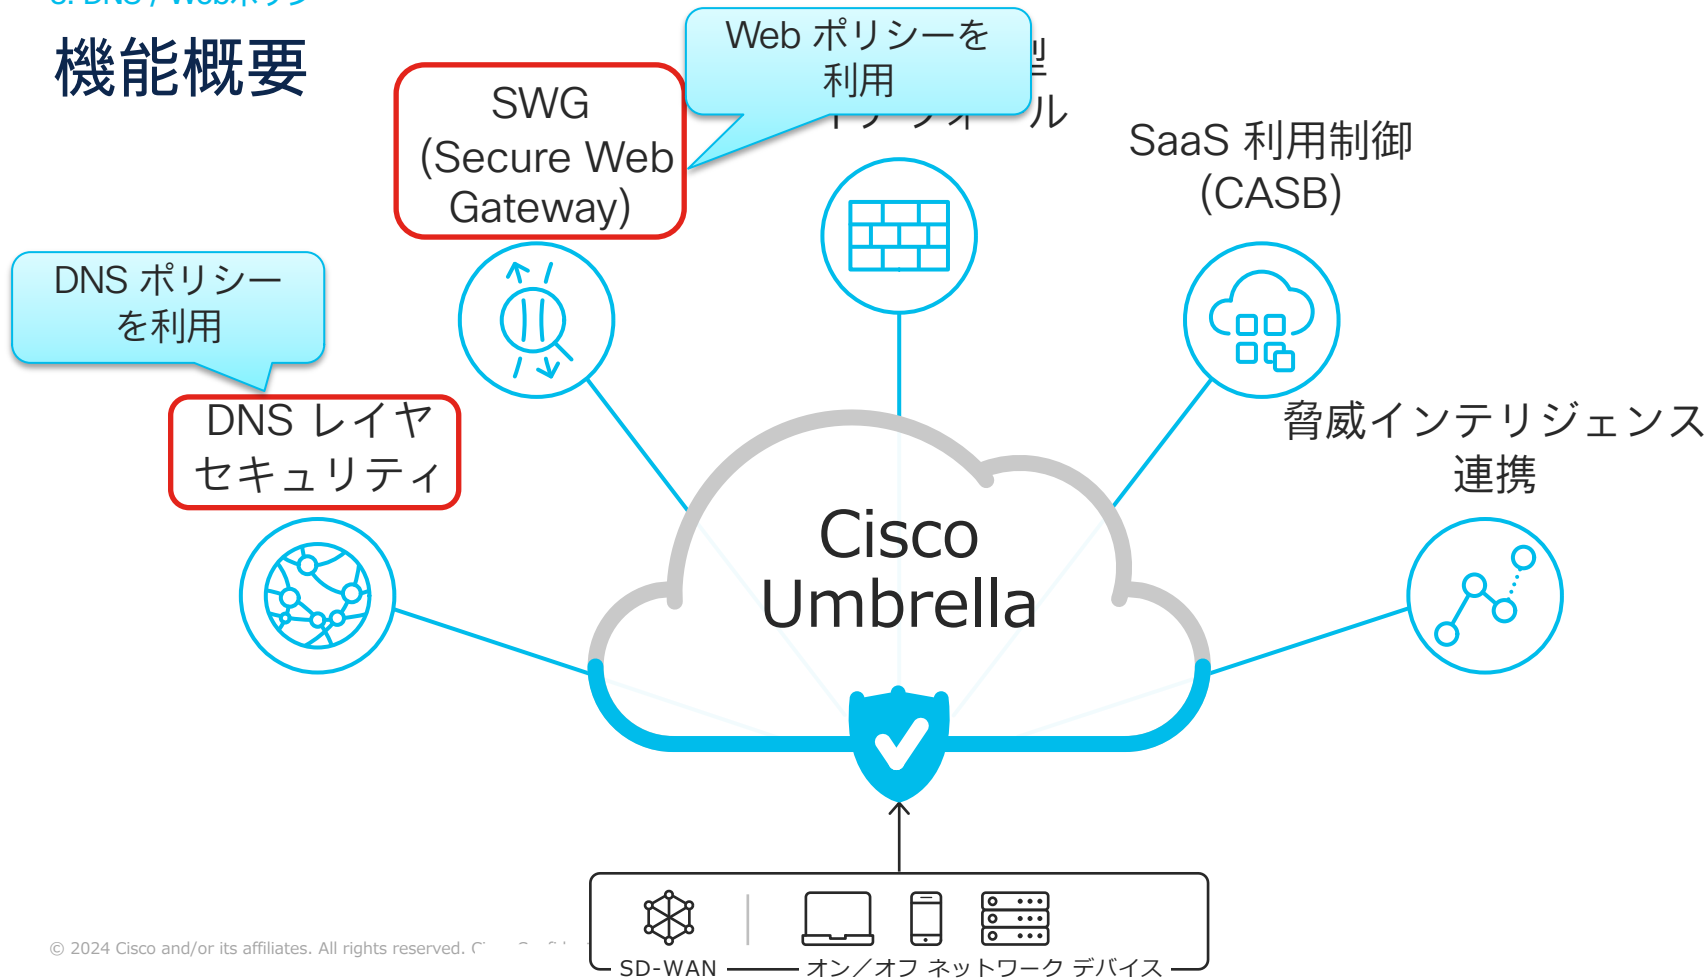 機能概要
Web ポリシーを
利用
SWG
(Secure Web
Gateway)
SaaS 利用制御
(CASB)
DNS ポリシー
を利用
DNS レイヤ
セキュリティ
脅威インテリジェンス
連携
Cisco
Umbrella
© 2024 Cisco and/or its affiliates. All rights reserved.
SD-WAN
オン／オフ ネットワーク デバイス